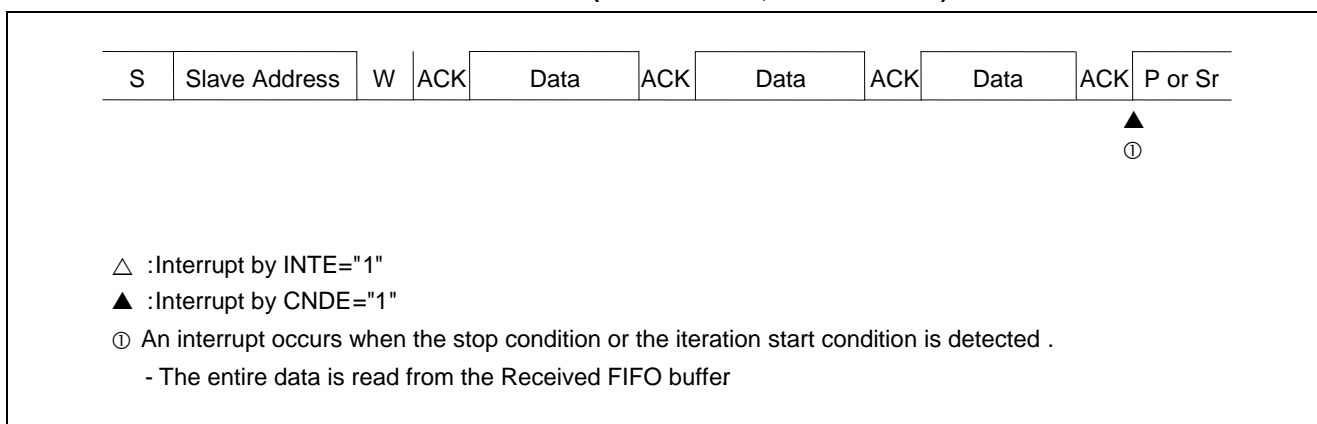 S Slave Address W ACK Data ACK Data ACK Data ACK P or Sr
▲
①
△ :Interrupt by INTE="1"
▲ :Interrupt by CNDE="1"
① An interrupt occurs when the stop condition or the iteration start condition is detected .
- The entire data is read from the Received FIFO buffer